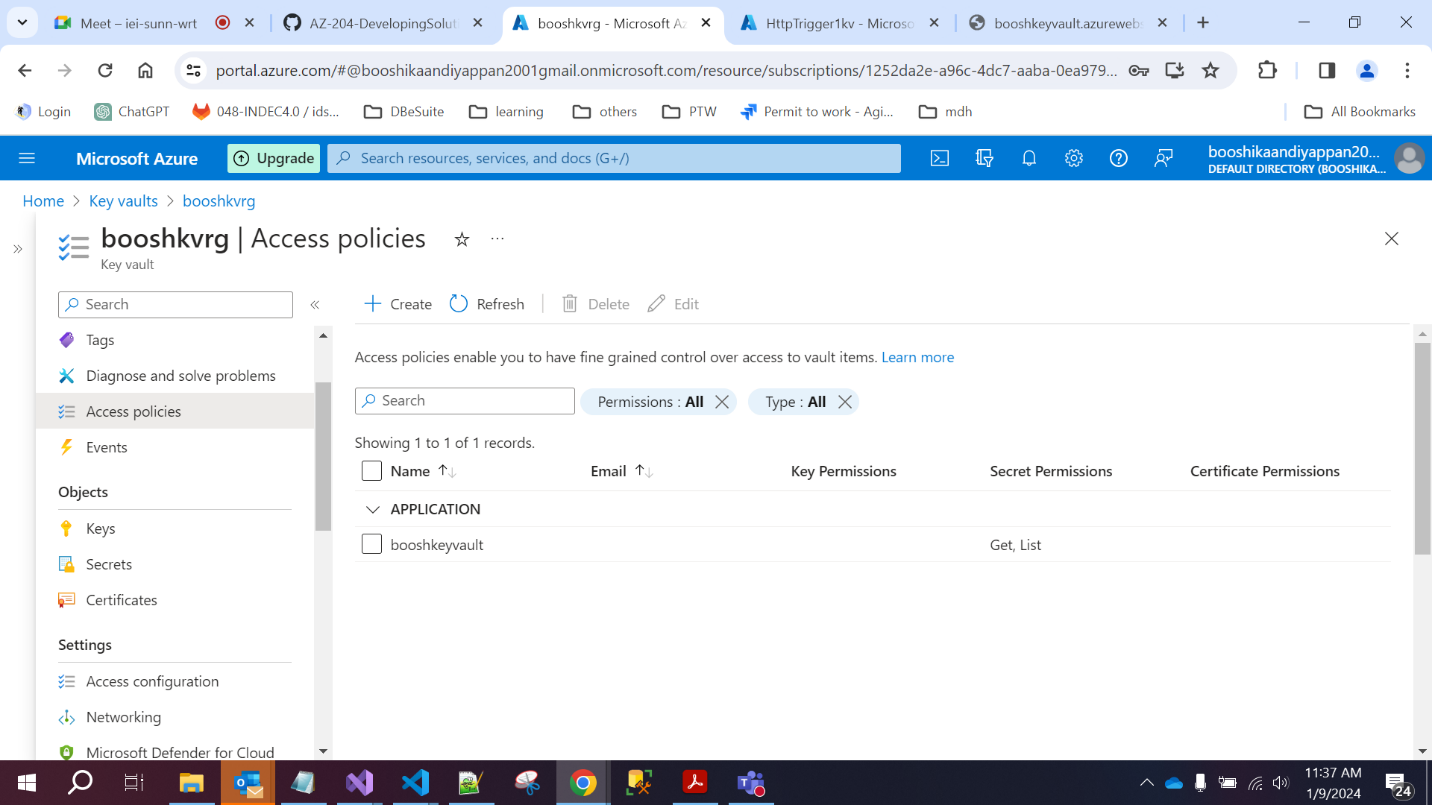 Meet – iei-sunn-wrt
AZ-204-DevelopingSoluti
booshkvrg - Microsoft Az
HttpTrigger1kv - Microso
booshkeyvault.azureweb
portal.azure.com/#@booshikaandiyappan2001gmail.onmicrosoft.com/resource/subscriptions/1252da2e-a96c-4dc7-aaba-0ea979...
Login
ChatGPT
048-INDEC4.0 / ids...
DBeSuite
learning
others
PTW
Permit to work - Agi...
mdh
All Bookmarks
Microsoft Azure
Upgrade
Search resources, services, and docs (G+/)
booshikaandiyappan20...
DEFAULT DIRECTORY (BOOSHIKA...
Home > Key vaults > booshkvrg
booshkvrg | Access policies
Key vault
Search
Tags
Diagnose and solve problems
Access policies
Events
Objects
Keys
Secrets
Certificates
Settings
Access configuration
Networking
Microsoft Defender for Cloud
Create
Refresh
Delete
Edit
Access policies enable you to have fine grained control over access to vault items. Learn more
Search
Permissions : All
Type : All
Showing 1 to 1 of 1 records.
Name
Email
Key Permissions
Secret Permissions
Certificate Permissions
APPLICATION
booshkeyvault
Get, List
11:37 AM
1/9/2024
24